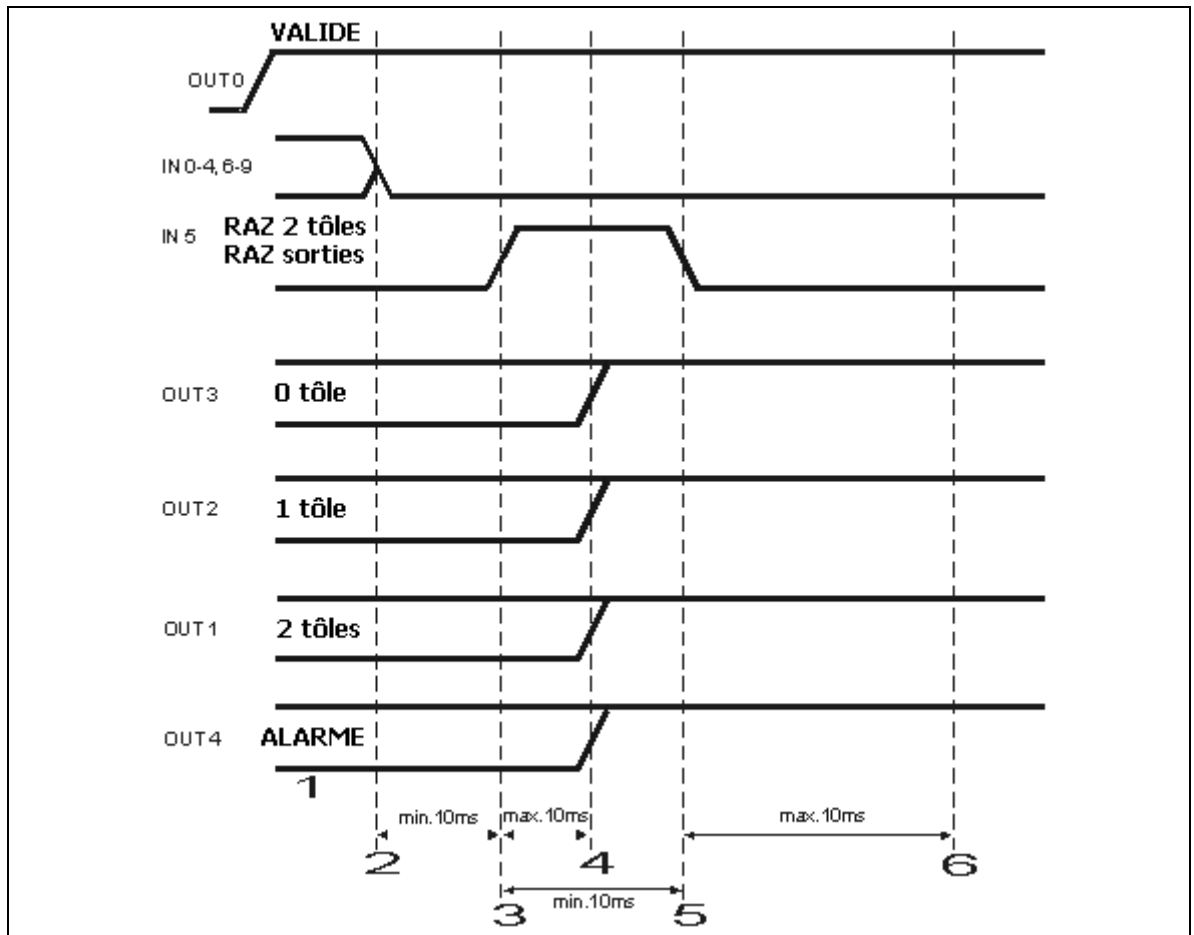 VALIDE
OUT0
IN 0-4, 6-9
IN 5
RAZ 2 tôles
RAZ sorties
OUT3
0 tôle
OUT2
1 tôle
OUT1
2 tôles
OUT4
ALARME
1
min.10ms
max.10ms
max.10ms
2
4
6
min.10ms
3
5